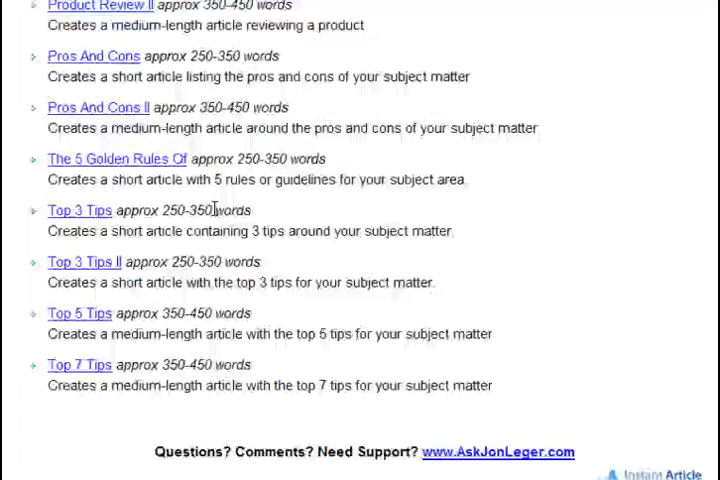 Product Review II approx 350-450 words
Creates a medium-length article reviewing a product
Pros And Cons approx 250-350 words
Creates a short article listing the pros and cons of your subject matter
Pros And Cons II approx 350-450 words
Creates a medium-length article around the pros and cons of your subject matter
The 5 Golden Rules Of approx 250-350 words
Creates a short article with 5 rules or guidelines for your subject area.
Top 3 Tips approx 250-350 words
Creates a short article containing 3 tips around your subject matter.
Top 3 Tips II approx 250-350 words
Creates a short article with the top 3 tips for your subject matter.
Top 5 Tips approx 350-450 words
Creates a medium-length article with the top 5 tips for your subject matter
Top 7 Tips approx 350-450 words
Creates a medium-length article with the top 7 tips for your subject matter
Questions? Comments? Need Support? www.AskJonLeger.com
Instant Article